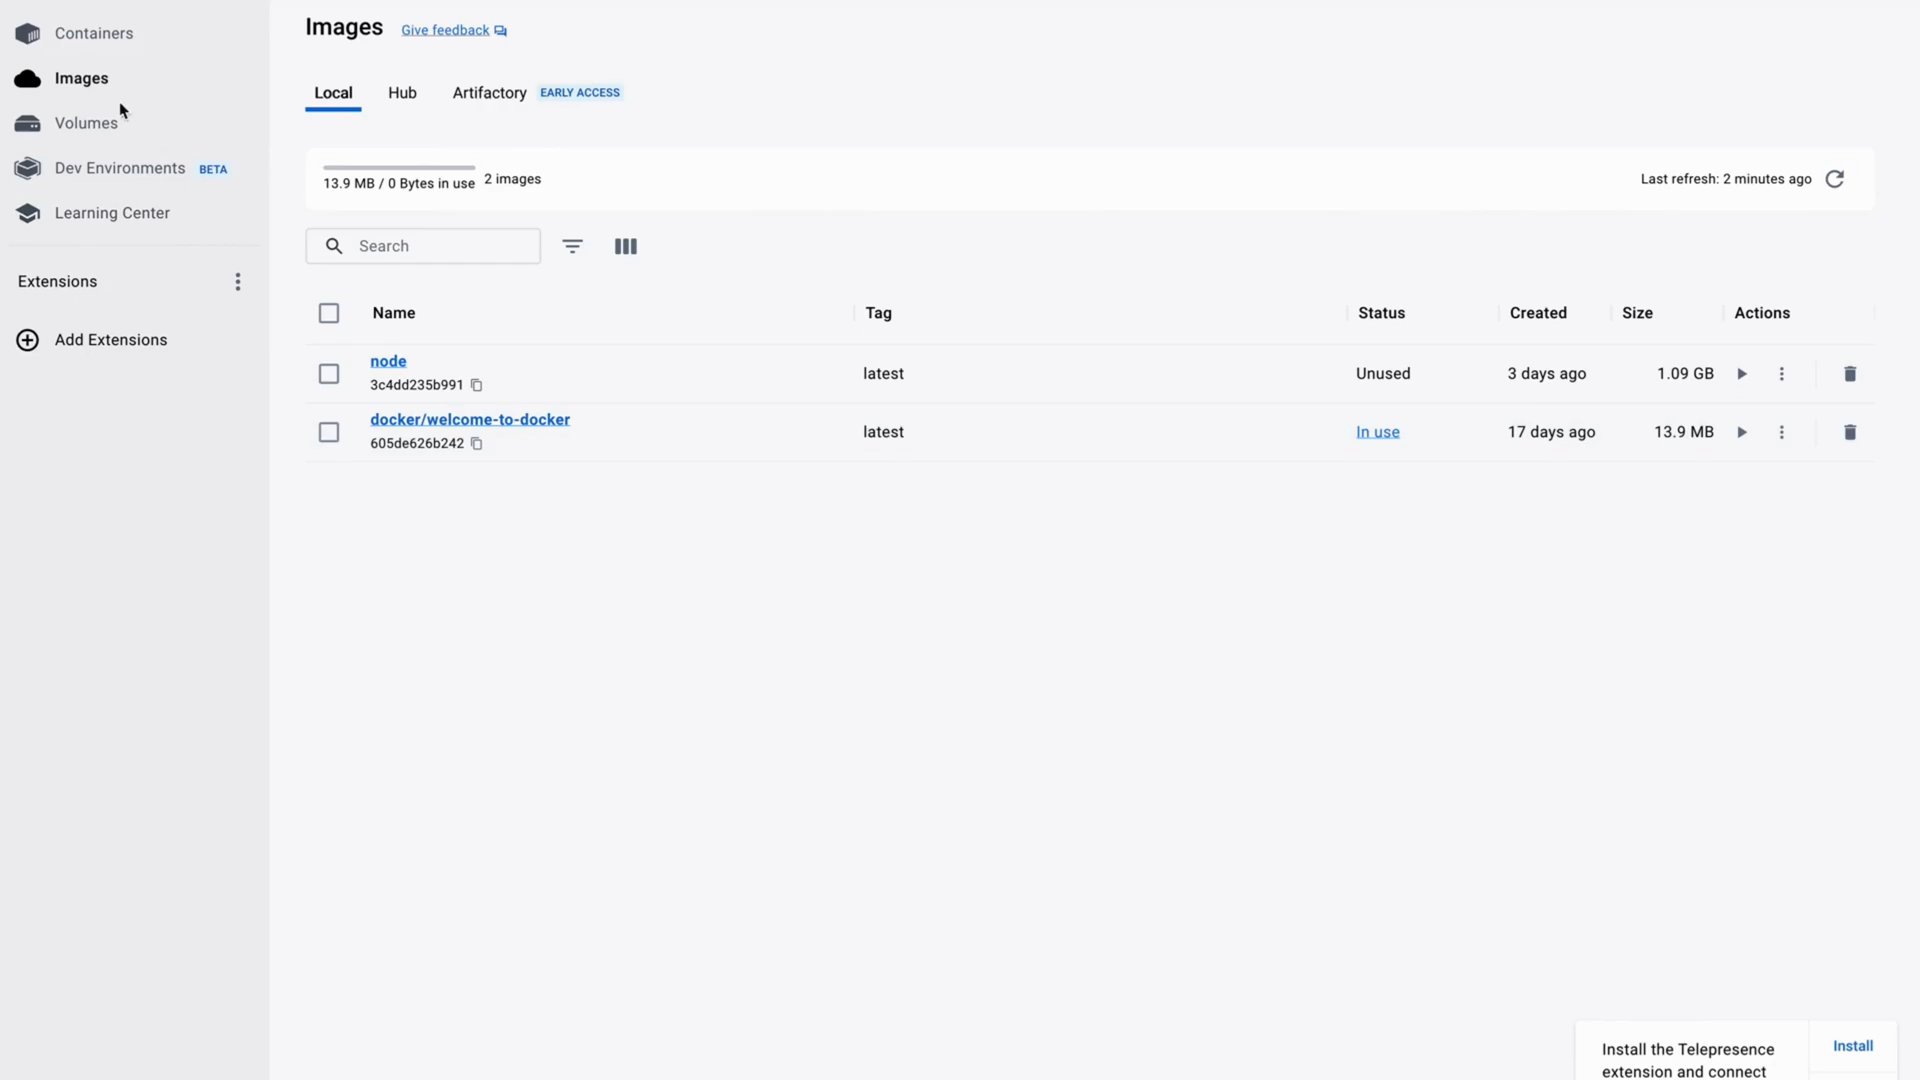 Containers
Images
Volumes
Dev Environments BETA
Learning Center
Extensions
Add Extensions
Images Give feedback
Local Hub Artifactory EARLY ACCESS
13.9 MB / 0 Bytes in use 2 images Last refresh: 2 minutes ago
Search
Name Tag Status Created Size Actions
node latest Unused 3 days ago 1.09 GB
3c4dd235b991
docker/welcome-to-docker latest In use 17 days ago 13.9 MB
605de626b242
Install the Telepresence Install
extension and connect